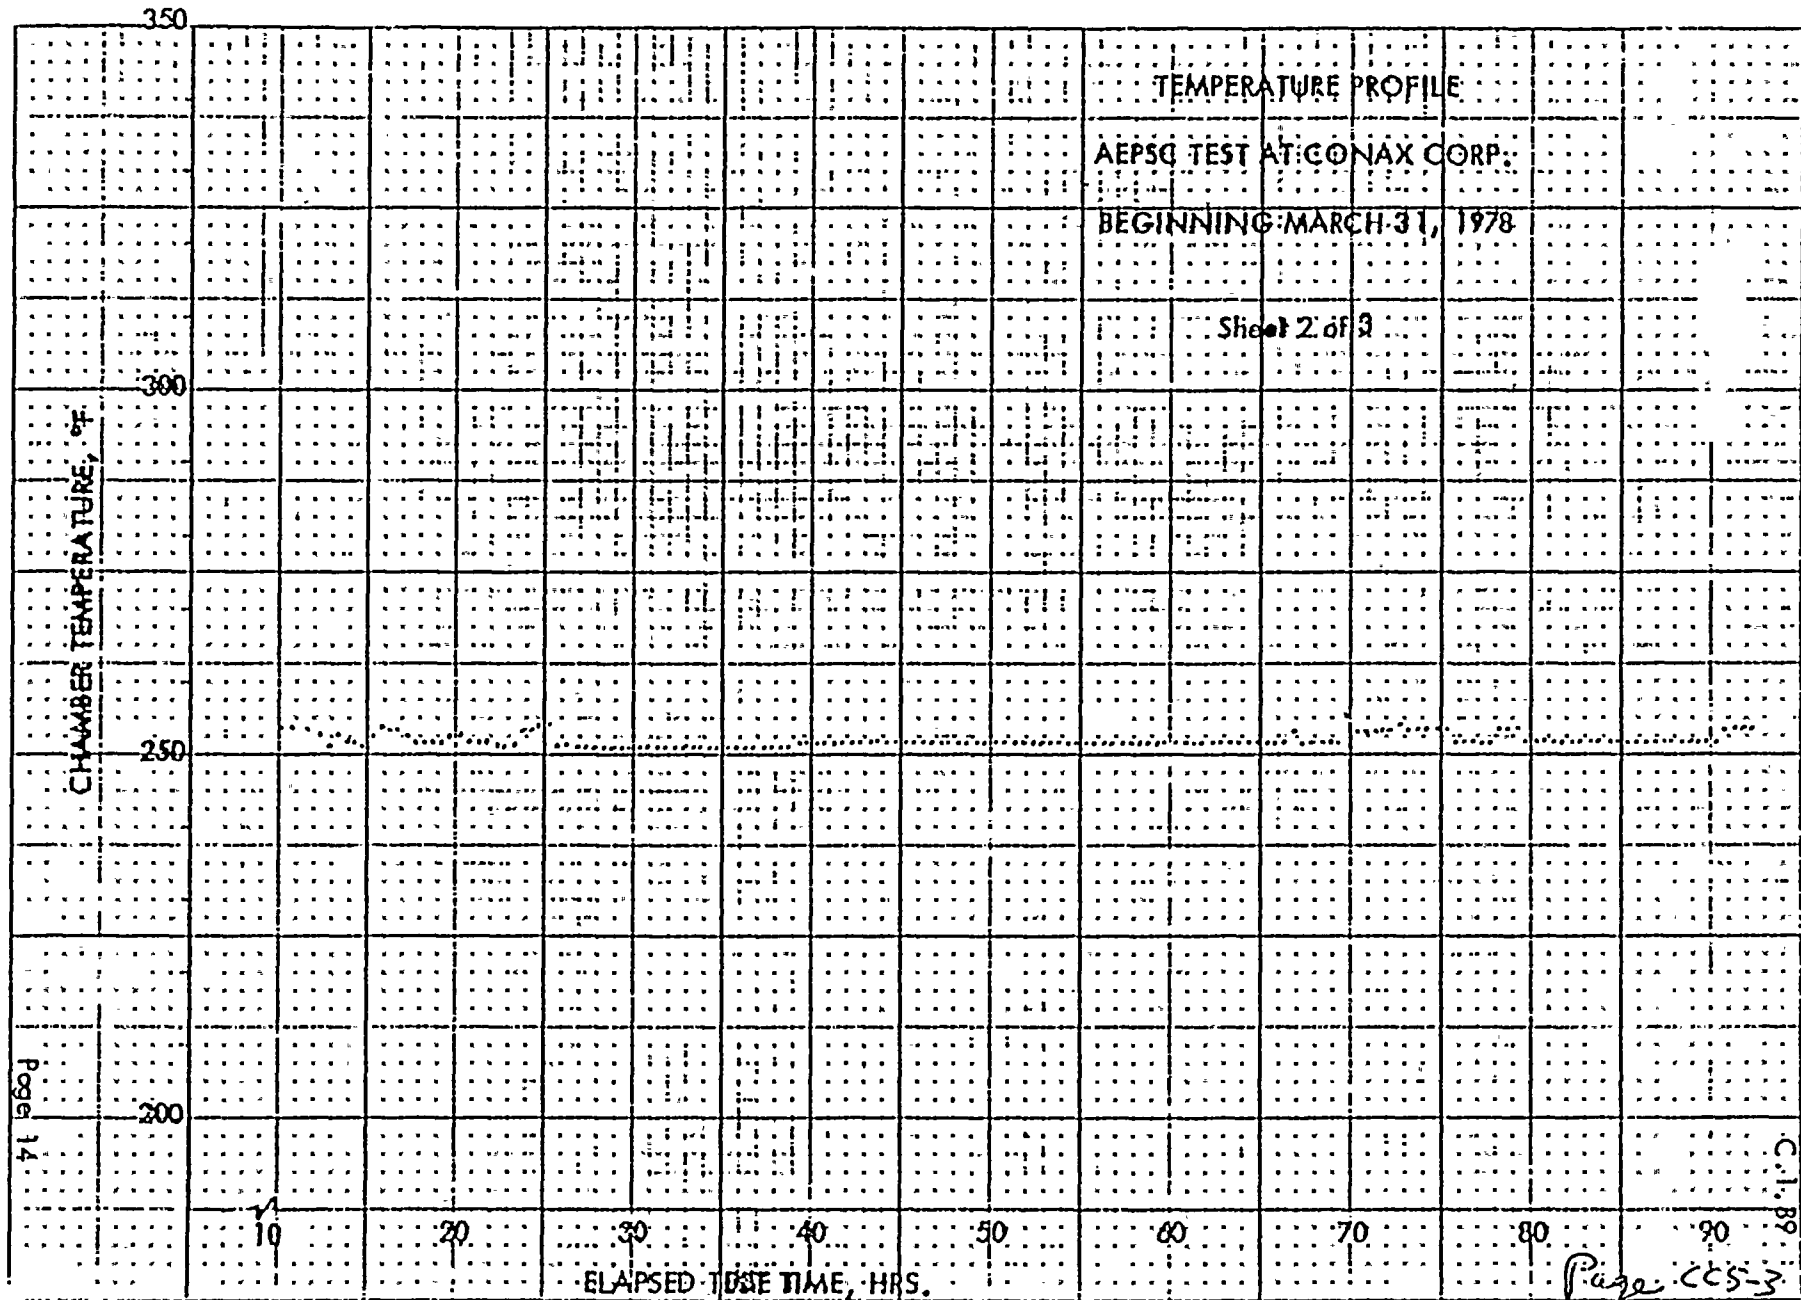 350
TEMPERATURE PROFILE
AEPSC TEST AT CONAX CORP.
BEGINNING MARCH 31, 1978
Sheet 2 of 3
300
CHAMBER TEMPERATURE, °F
250
200
10 20 30 40 50 60 70 80 90
ELAPSED TIME, HRS.
Page 14
C.1.89
Page CCS-3